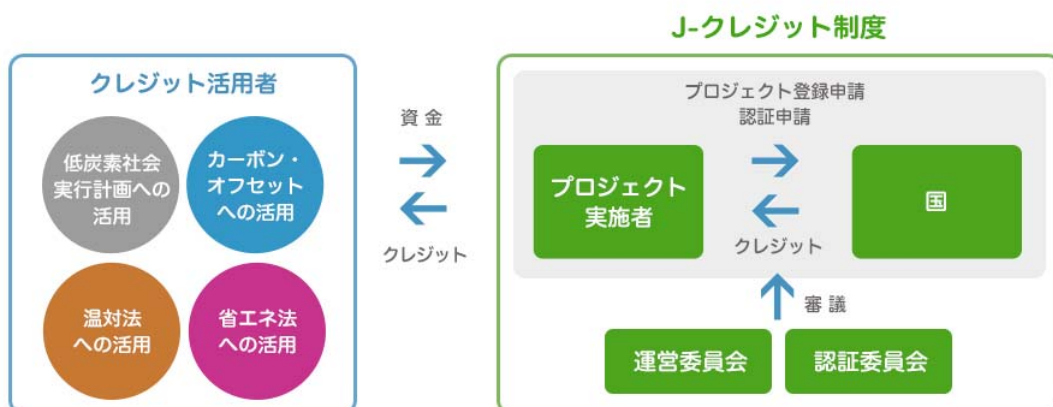 J-クレジット制度
クレジット活用者
低炭素社会
実行計画への
活用
カーボン・
オフセット
への活用
温対法
への活用
省エネ法
への活用
資金
クレジット
プロジェクト登録申請
認証申請
プロジェクト
実施者
国
クレジット
審議
運営委員会
認証委員会